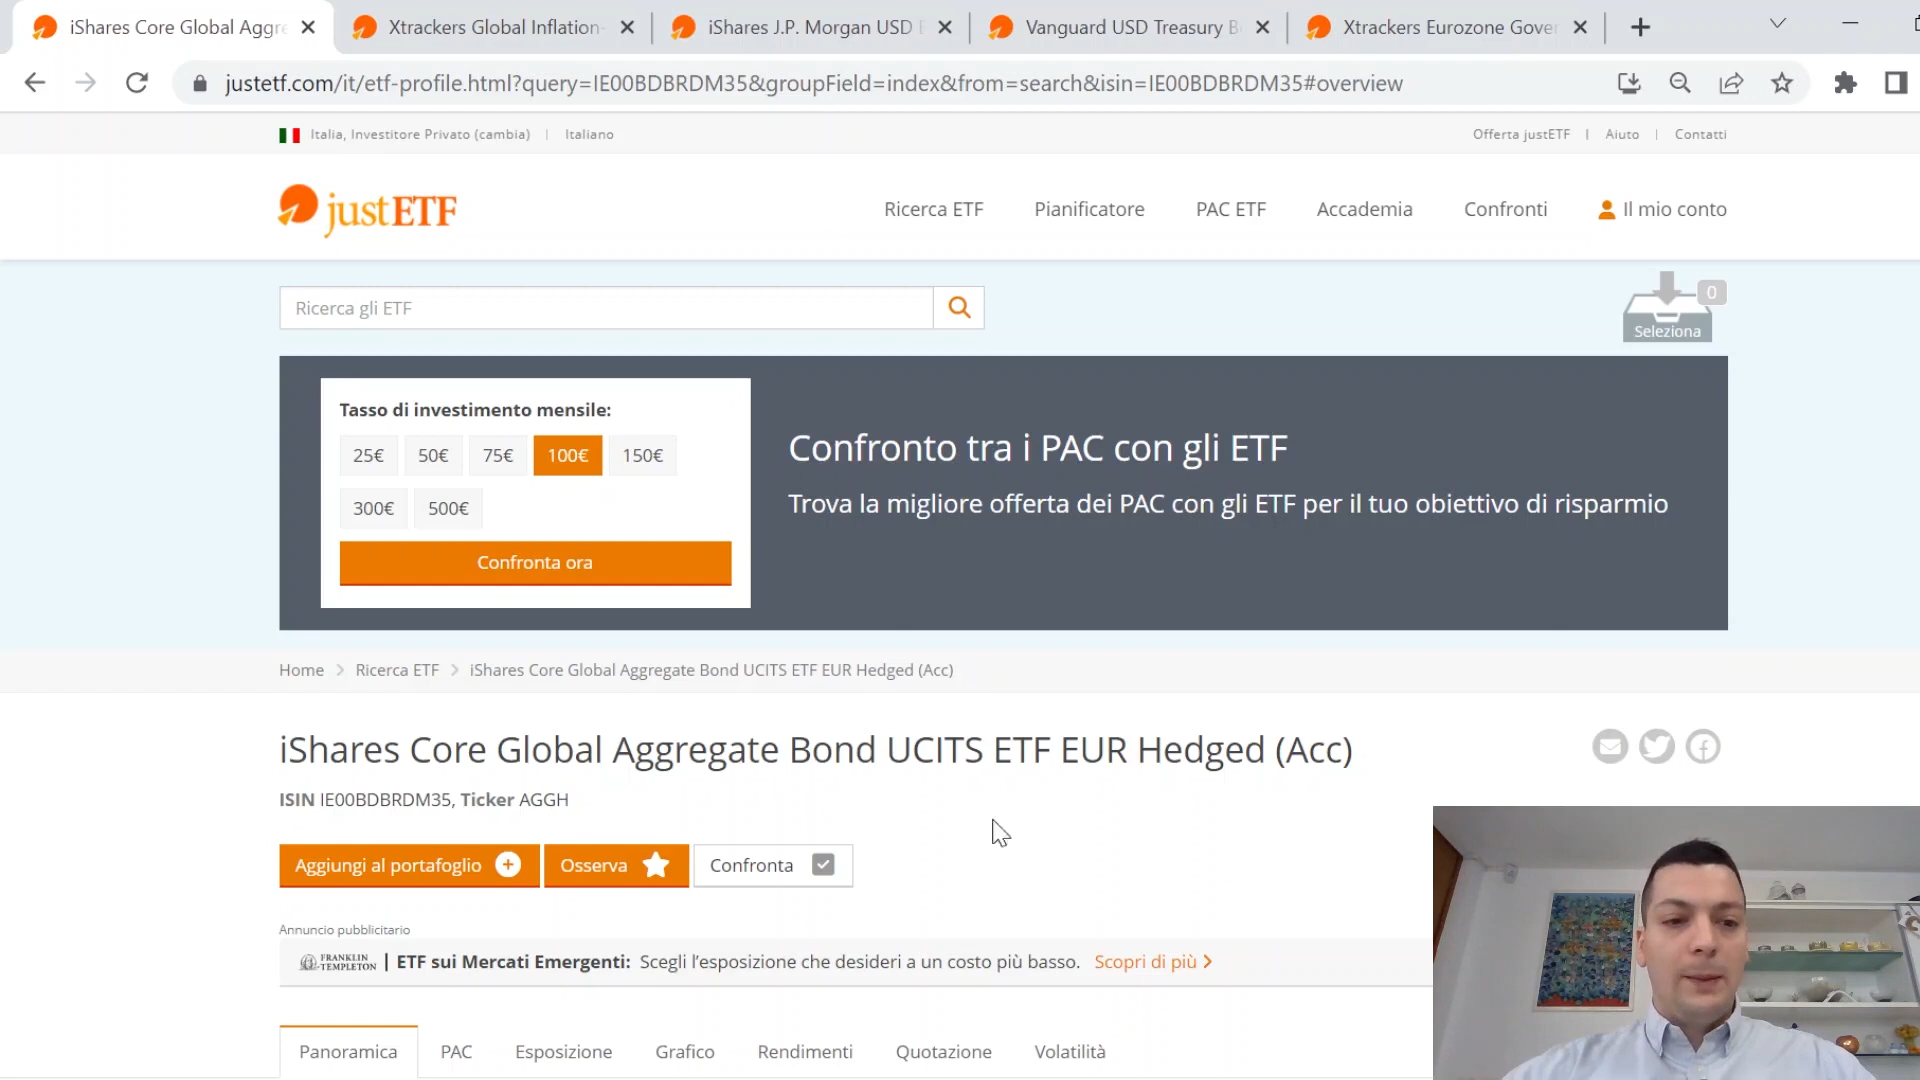 iShares Core Global Aggre
Xtrackers Global Inflation-
iShares J.P. Morgan USD E
Vanguard USD Treasury B
Xtrackers Eurozone Gover
justetf.com/it/etf-profile.html?query=IE00BDBRDM35&groupField=index&from=search&isin=IE00BDBRDM35#overview
Italia, Investitore Privato (cambia) | Italiano
Offerta justETF | Aiuto | Contatti
justETF
Ricerca ETF
Pianificatore
PAC ETF
Accademia
Confronti
Il mio conto
Ricerca gli ETF
0
Seleziona
Tasso di investimento mensile:
25€ 50€ 75€ 100€ 150€
300€ 500€
Confronta ora
Confronto tra i PAC con gli ETF
Trova la migliore offerta dei PAC con gli ETF per il tuo obiettivo di risparmio
Home > Ricerca ETF > iShares Core Global Aggregate Bond UCITS ETF EUR Hedged (Acc)
iShares Core Global Aggregate Bond UCITS ETF EUR Hedged (Acc)
ISIN IE00BDBRDM35, Ticker AGGH
Aggiungi al portafoglio
Osserva
Confronta
Annuncio pubblicitario
FRANKLIN TEMPLETON | ETF sui Mercati Emergenti: Scegli l'esposizione che desideri a un costo più basso. Scopri di più >
Panoramica
PAC
Esposizione
Grafico
Rendimenti
Quotazione
Volatilità